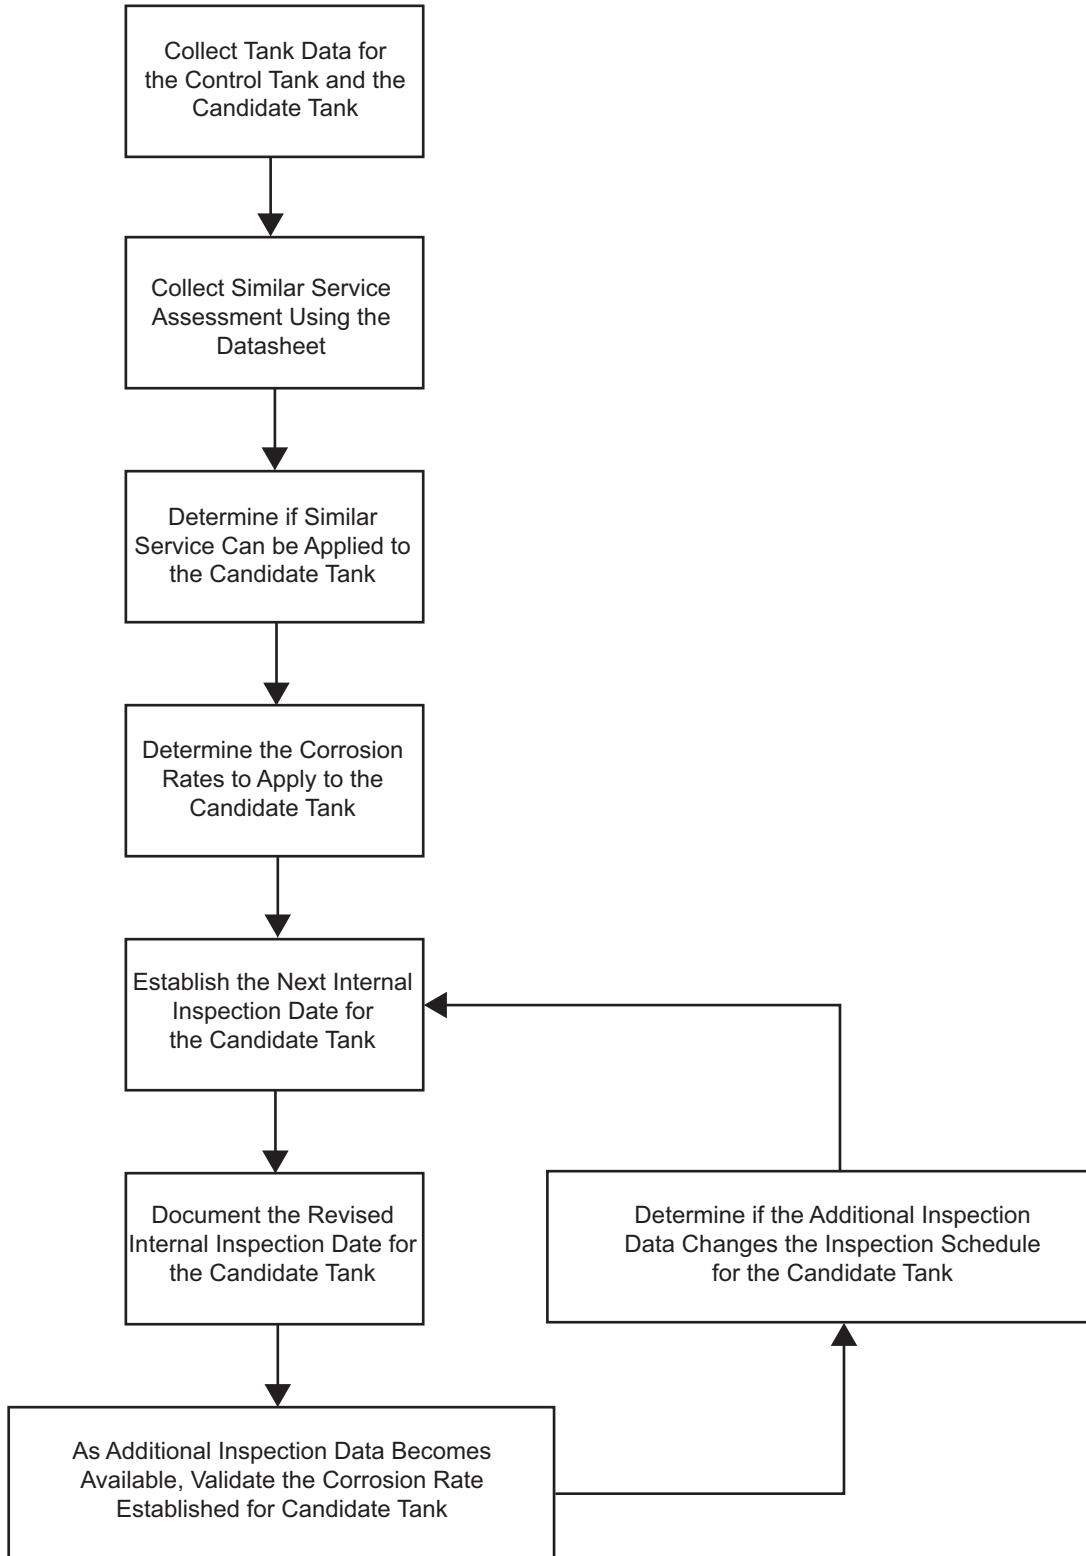 Collect Tank Data for
the Control Tank and the
Candidate Tank
Collect Similar Service
Assessment Using the
Datasheet
Determine if Similar
Service Can be Applied to
the Candidate Tank
Determine the Corrosion
Rates to Apply to the
Candidate Tank
Establish the Next Internal
Inspection Date for
the Candidate Tank
Document the Revised
Internal Inspection Date for
the Candidate Tank
Determine if the Additional Inspection
Data Changes the Inspection Schedule
for the Candidate Tank
As Additional Inspection Data Becomes
Available, Validate the Corrosion Rate
Established for Candidate Tank